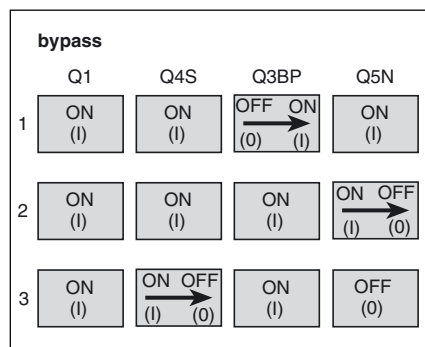 bypass
Q1 Q4S Q3BP Q5N
1 ON ON OFF ON ON
(I) (I) (0) (I) (I)
2 ON ON ON ON OFF
(I) (I) (I) (I) (0)
3 ON ON OFF ON OFF
(I) (I) (0) (I) (0)